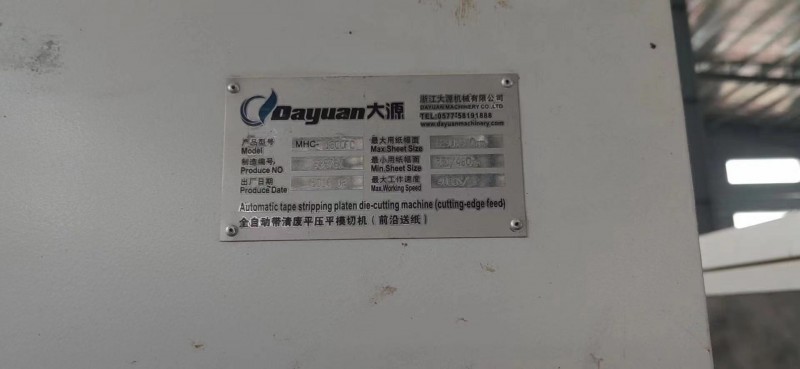 Dayuan大源
浙江大源机械有限公司
DAYUAN MACHINERY CO.,LTD.
TEL:0577-58191888
www.dayuanmachinery.com
产品型号
Model
MHC-
最大用纸幅面
Max.Sheet Size
制造编号
Produce NO
最小用纸幅面
Min.Sheet Size
出厂日期
Produce Date
最大工作速度
Max.Working Speed
Automatic tape stripping platen die-cutting machine (cutting-edge feed)
全自动带清废平压平模切机（前沿送纸）